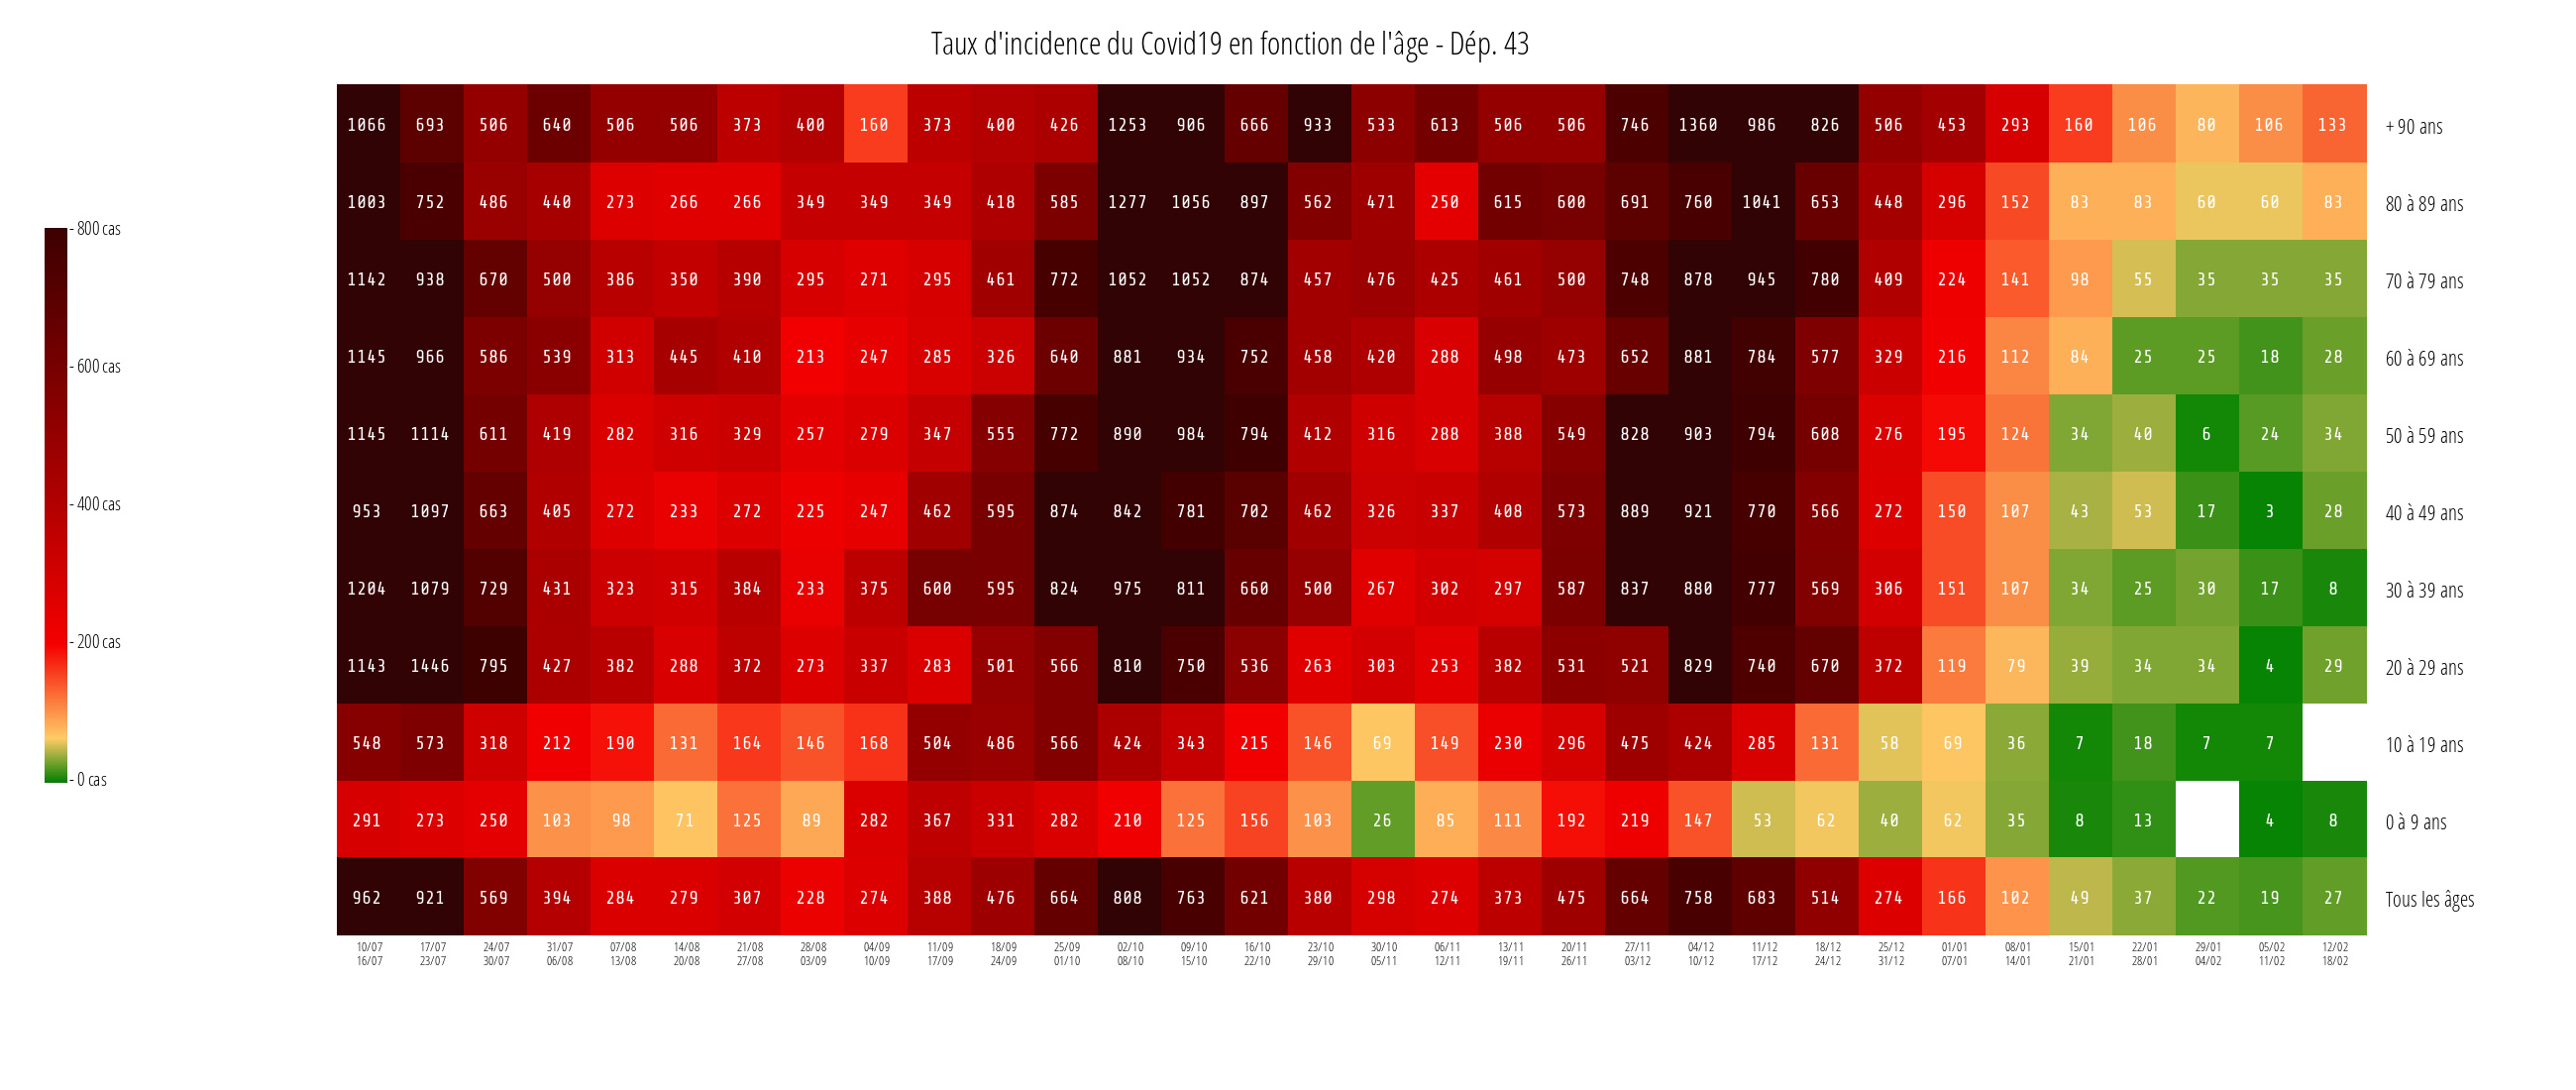 Taux d'incidence du Covid19 en fonction de l'âge - Dép. 43
- 800 cas
- 600 cas
- 400 cas
- 200 cas
- 0 cas
1066 693 506 640 506 506 373 400 160 373 400 426 1253 906 666 933 533 613 506 506 746 1360 986 826 506 453 293 160 106 80 106 133 + 90 ans
1003 752 486 440 273 266 266 349 349 349 418 585 1277 1056 897 562 471 250 615 600 691 760 1041 653 448 296 152 83 83 60 60 83 80 à 89 ans
1142 938 670 500 386 350 390 295 271 295 461 772 1052 1052 874 457 476 425 461 500 748 878 945 780 409 224 141 98 55 35 35 35 70 à 79 ans
1145 966 586 539 313 445 410 213 247 285 326 640 881 934 752 458 420 288 498 473 652 881 784 577 329 216 112 84 25 25 18 28 60 à 69 ans
1145 1114 611 419 282 316 329 257 279 347 555 772 890 984 794 412 316 288 388 549 828 903 794 608 276 195 124 34 40 6 24 34 50 à 59 ans
953 1097 663 405 272 233 272 225 247 462 595 874 842 781 702 462 326 337 408 573 889 921 770 566 272 150 107 43 53 17 3 28 40 à 49 ans
1204 1079 729 431 323 315 384 233 375 600 595 824 975 811 660 500 267 302 297 587 837 880 777 569 306 151 107 34 25 30 17 8 30 à 39 ans
1143 1446 795 427 382 288 372 273 337 283 501 566 810 750 536 263 303 253 382 531 521 829 740 670 372 119 79 39 34 34 4 29 20 à 29 ans
548 573 318 212 190 131 164 146 168 504 486 566 424 343 215 146 69 149 230 296 475 424 285 131 58 69 36 7 18 7 7 10 à 19 ans
291 273 250 103 98 71 125 89 282 367 331 282 210 125 156 103 26 85 111 192 219 147 53 62 40 62 35 8 13 4 8 0 à 9 ans
962 921 569 394 284 279 307 228 274 388 476 664 808 763 621 380 298 274 373 475 664 758 683 514 274 166 102 49 37 22 19 27 Tous les âges
10/07 17/07 24/07 31/07 07/08 14/08 21/08 28/08 04/09 11/09 18/09 25/09 02/10 09/10 16/10 23/10 30/10 06/11 13/11 20/11 27/11 04/12 11/12 18/12 25/12 01/01 08/01 15/01 22/01 29/01 05/02 12/02
16/07 23/07 30/07 06/08 13/08 20/08 27/08 03/09 10/09 17/09 24/09 01/10 08/10 15/10 22/10 29/10 05/11 12/11 19/11 26/11 03/12 10/12 17/12 24/12 31/12 07/01 14/01 21/01 28/01 04/02 11/02 18/02